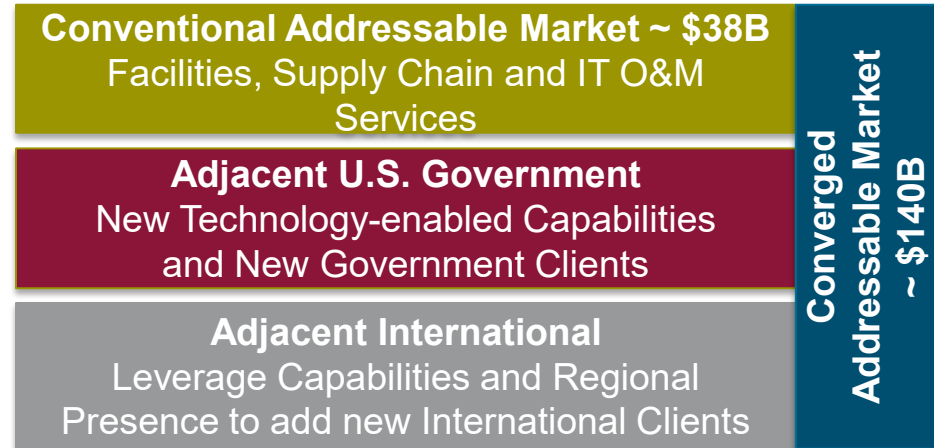 Conventional Addressable Market ~ $38B
Facilities, Supply Chain and IT O&M
Services
Adjacent U.S. Government
New Technology-enabled Capabilities
and New Government Clients
Adjacent International
Leverage Capabilities and Regional
Presence to add new International Clients
Converged
Addressable Market
~ $140B